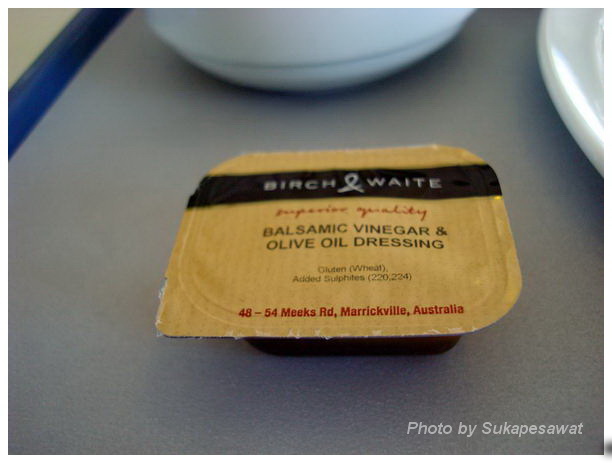 BIRCH & WAITE
superior quality
BALSAMIC VINEGAR &
OLIVE OIL DRESSING
Gluten (Wheat),
Added Sulphites (220,224)
48 – 54 Meeks Rd, Marrickville, Australia
Photo by Sukapesawat